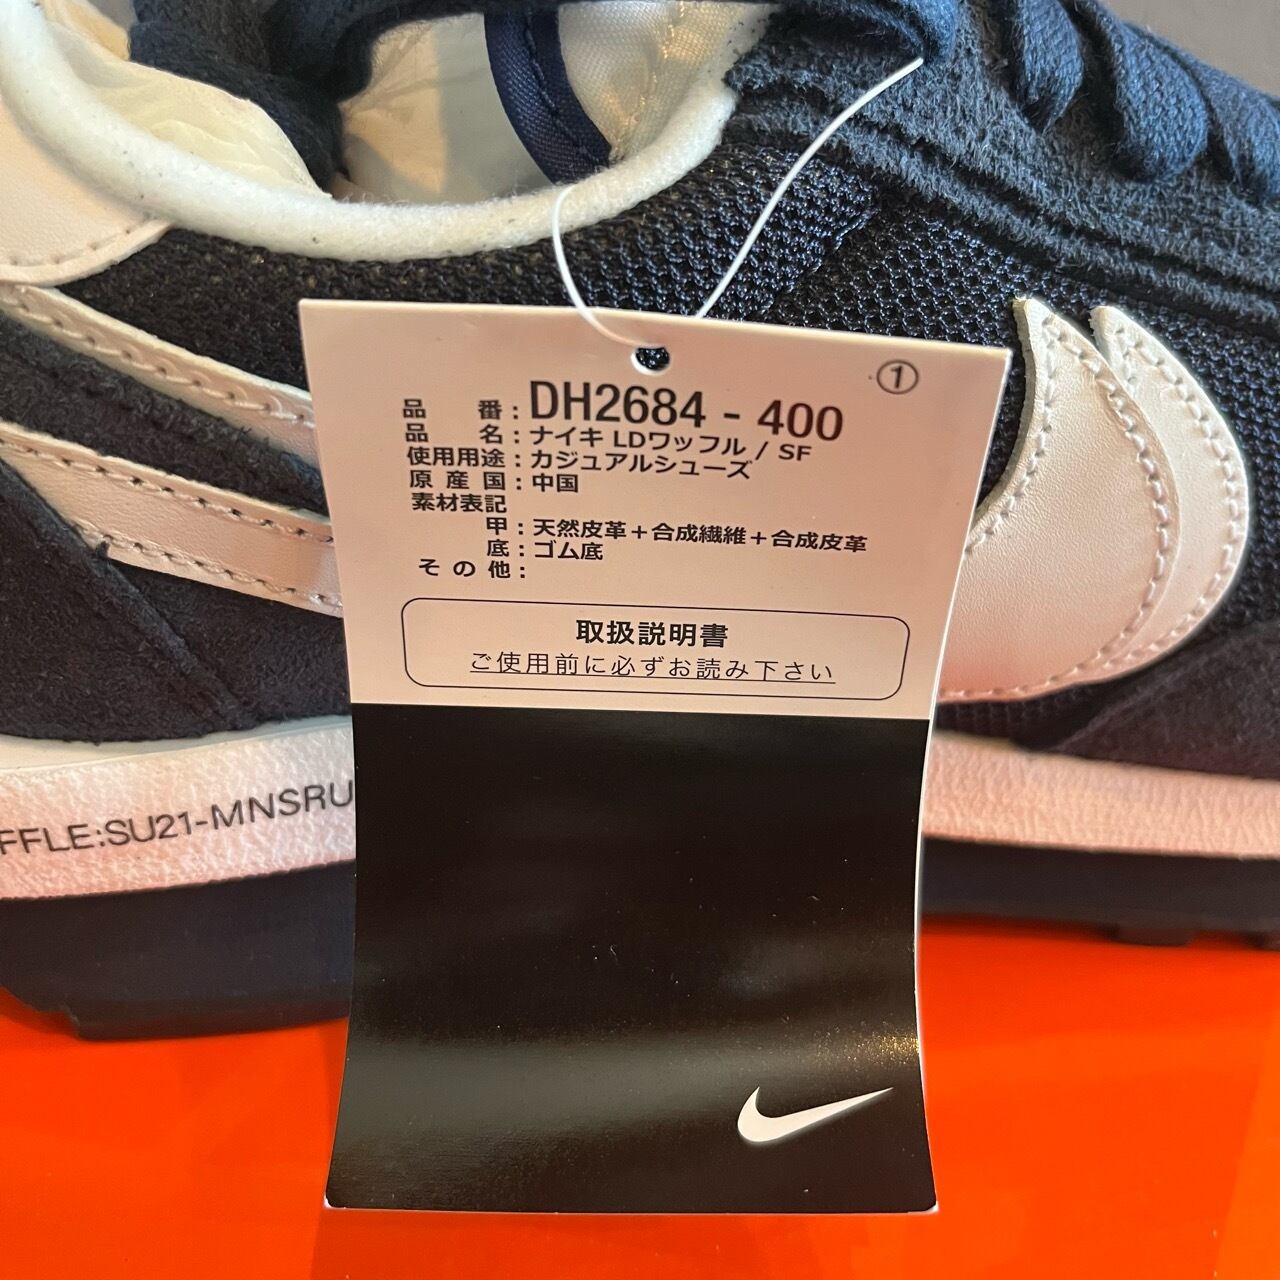 ①
品番：DH2684 - 400
品名：ナイキ LDワッフル / SF
使用用途：カジュアルシューズ
原産国：中国
素材表記
甲：天然皮革＋合成繊維＋合成皮革
底：ゴム底
その他：
取扱説明書
ご使用前に必ずお読み下さい
FFLE:SU21-MNSRU